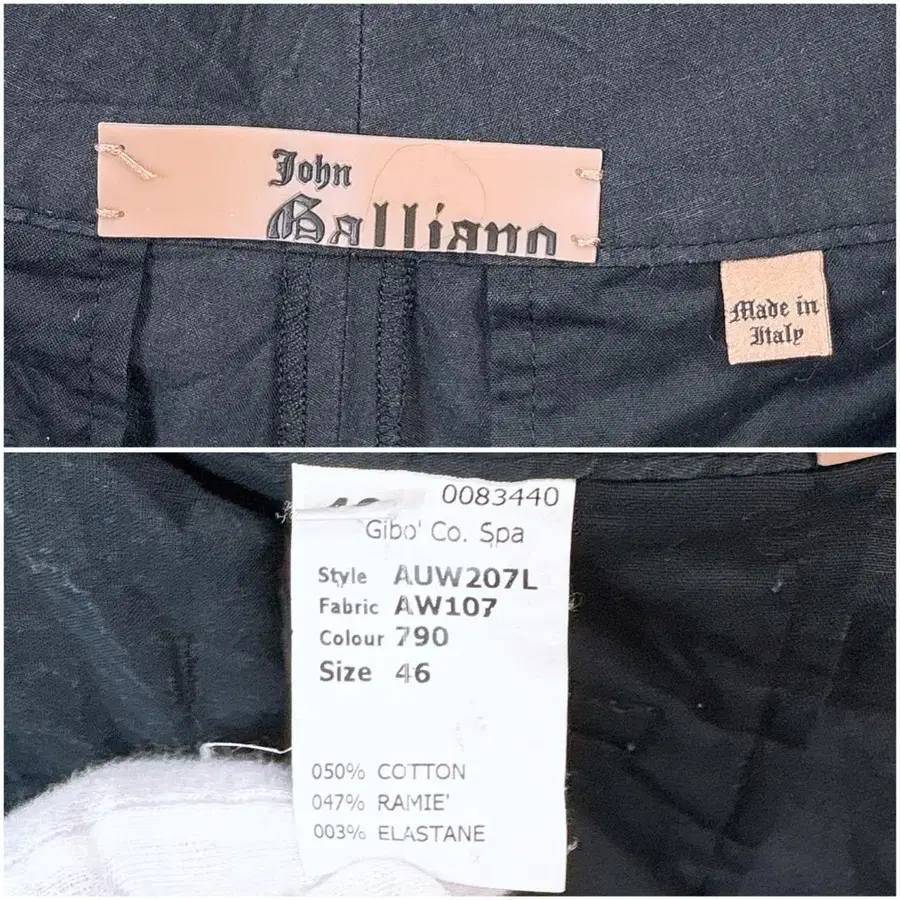 John
Galliano
Made in
Italy
0083440
Gibo' Co. Spa
Style AUW207L
Fabric AW107
Colour 790
Size 46
050% COTTON
047% RAMIE'
003% ELASTANE